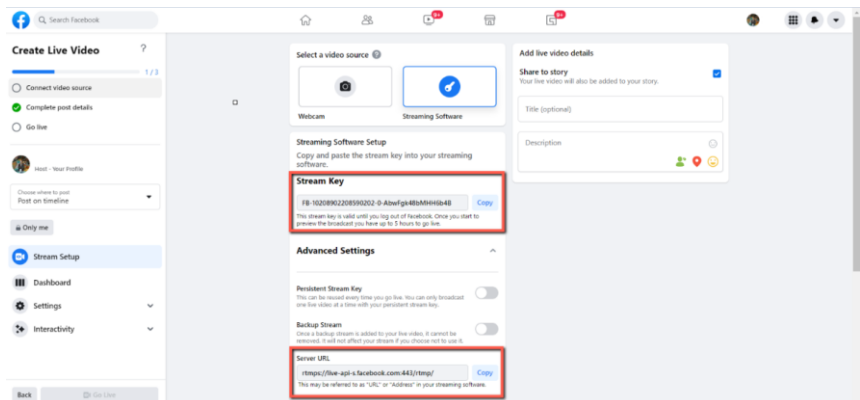 Search Facebook
9+
9+
Create Live Video
?
1 / 3
Connect video source
Complete post details
Go live
Host - Your Profile
Choose where to post
Post on timeline
Only me
Stream Setup
Dashboard
Settings
Interactivity
Back
Go Live
Select a video source
Webcam
Streaming Software
Streaming Software Setup
Copy and paste the stream key into your streaming
software.
Stream Key
FB-10208902208590202-0-AbwFgk4BbMHH6b4B
Copy
This stream key is valid until you log out of Facebook. Once you start to
preview the broadcast you have up to 5 hours to go live.
Advanced Settings
Persistent Stream Key
This can be reused every time you go live. You can only broadcast
one live video at a time with your persistent stream key.
Backup Stream
Once a backup stream is added to your live video, it cannot be
removed. It will not affect your stream if you choose not to use it.
Server URL
rtmps://live-api-s.facebook.com:443/rtmp/
Copy
This may be referred to as "URL" or "Address" in your streaming software.
Add live video details
Share to story
Your live video will also be added to your story.
Title (optional)
Description